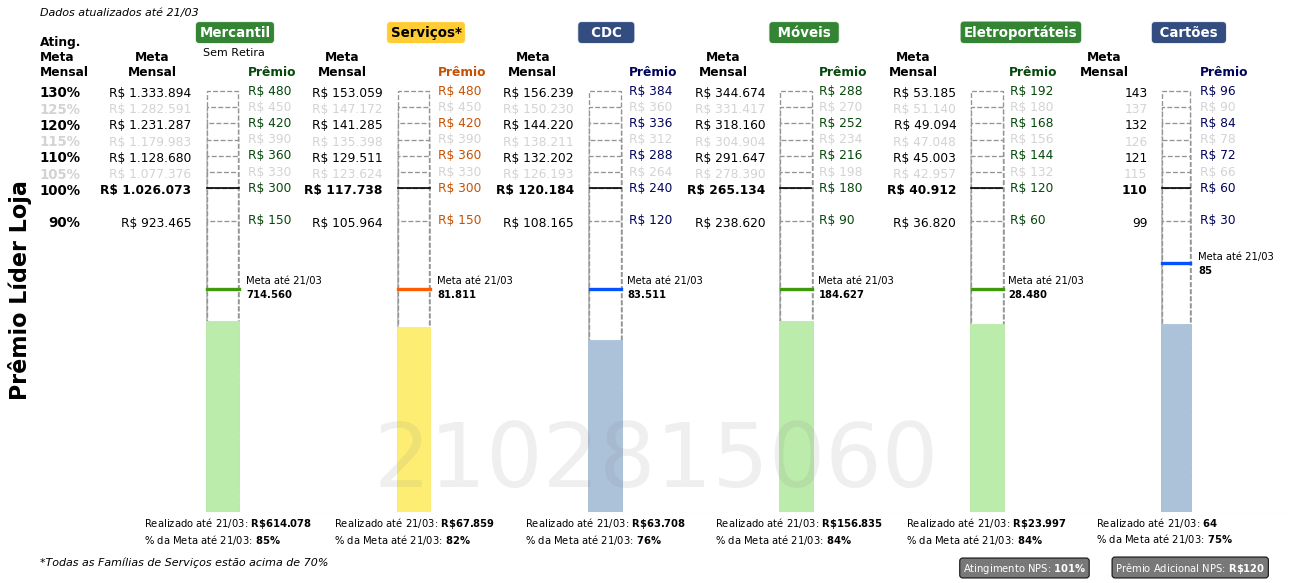 Dados atualizados até 21/03
Mercantil Serviços* CDC Móveis Eletroportáteis Cartões
Sem Retira
Ating. Meta Mensal
Meta Mensal Prêmio Meta Mensal Prêmio Meta Mensal Prêmio Meta Mensal Prêmio Meta Mensal Prêmio Meta Mensal Prêmio
130% R$ 1.333.894 R$ 480 R$ 153.059 R$ 480 R$ 156.239 R$ 384 R$ 344.674 R$ 288 R$ 53.185 R$ 192 143 R$ 96
125% R$ 1.282.591 R$ 450 R$ 147.172 R$ 450 R$ 150.230 R$ 360 R$ 331.417 R$ 270 R$ 51.140 R$ 180 137 R$ 90
120% R$ 1.231.287 R$ 420 R$ 141.285 R$ 420 R$ 144.220 R$ 336 R$ 318.160 R$ 252 R$ 49.094 R$ 168 132 R$ 84
115% R$ 1.179.983 R$ 390 R$ 135.398 R$ 390 R$ 138.211 R$ 312 R$ 304.904 R$ 234 R$ 47.048 R$ 156 126 R$ 78
110% R$ 1.128.680 R$ 360 R$ 129.511 R$ 360 R$ 132.202 R$ 288 R$ 291.647 R$ 216 R$ 45.003 R$ 144 121 R$ 72
105% R$ 1.077.376 R$ 330 R$ 123.624 R$ 330 R$ 126.193 R$ 264 R$ 278.390 R$ 198 R$ 42.957 R$ 132 115 R$ 66
100% R$ 1.026.073 R$ 300 R$ 117.738 R$ 300 R$ 120.184 R$ 240 R$ 265.134 R$ 180 R$ 40.912 R$ 120 110 R$ 60
90% R$ 923.465 R$ 150 R$ 105.964 R$ 150 R$ 108.165 R$ 120 R$ 238.620 R$ 90 R$ 36.820 R$ 60 99 R$ 30
Prêmio Líder Loja
Meta até 21/03 Meta até 21/03 Meta até 21/03 Meta até 21/03 Meta até 21/03 Meta até 21/03
714.560 81.811 83.511 184.627 28.480 85
2102815060
Realizado até 21/03: R$614.078 Realizado até 21/03: R$67.859 Realizado até 21/03: R$63.708 Realizado até 21/03: R$156.835 Realizado até 21/03: R$23.997 Realizado até 21/03: 64
% da Meta até 21/03: 85% % da Meta até 21/03: 82% % da Meta até 21/03: 76% % da Meta até 21/03: 84% % da Meta até 21/03: 84% % da Meta até 21/03: 75%
*Todas as Famílias de Serviços estão acima de 70%
Atingimento NPS: 101% Prêmio Adicional NPS: R$120